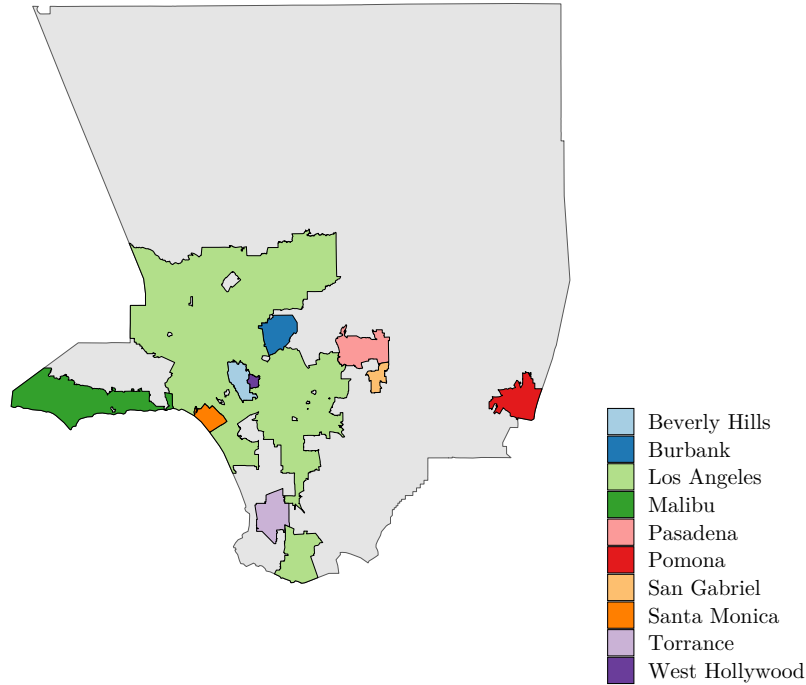 Beverly Hills
Burbank
Los Angeles
Malibu
Pasadena
Pomona
San Gabriel
Santa Monica
Torrance
West Hollywood